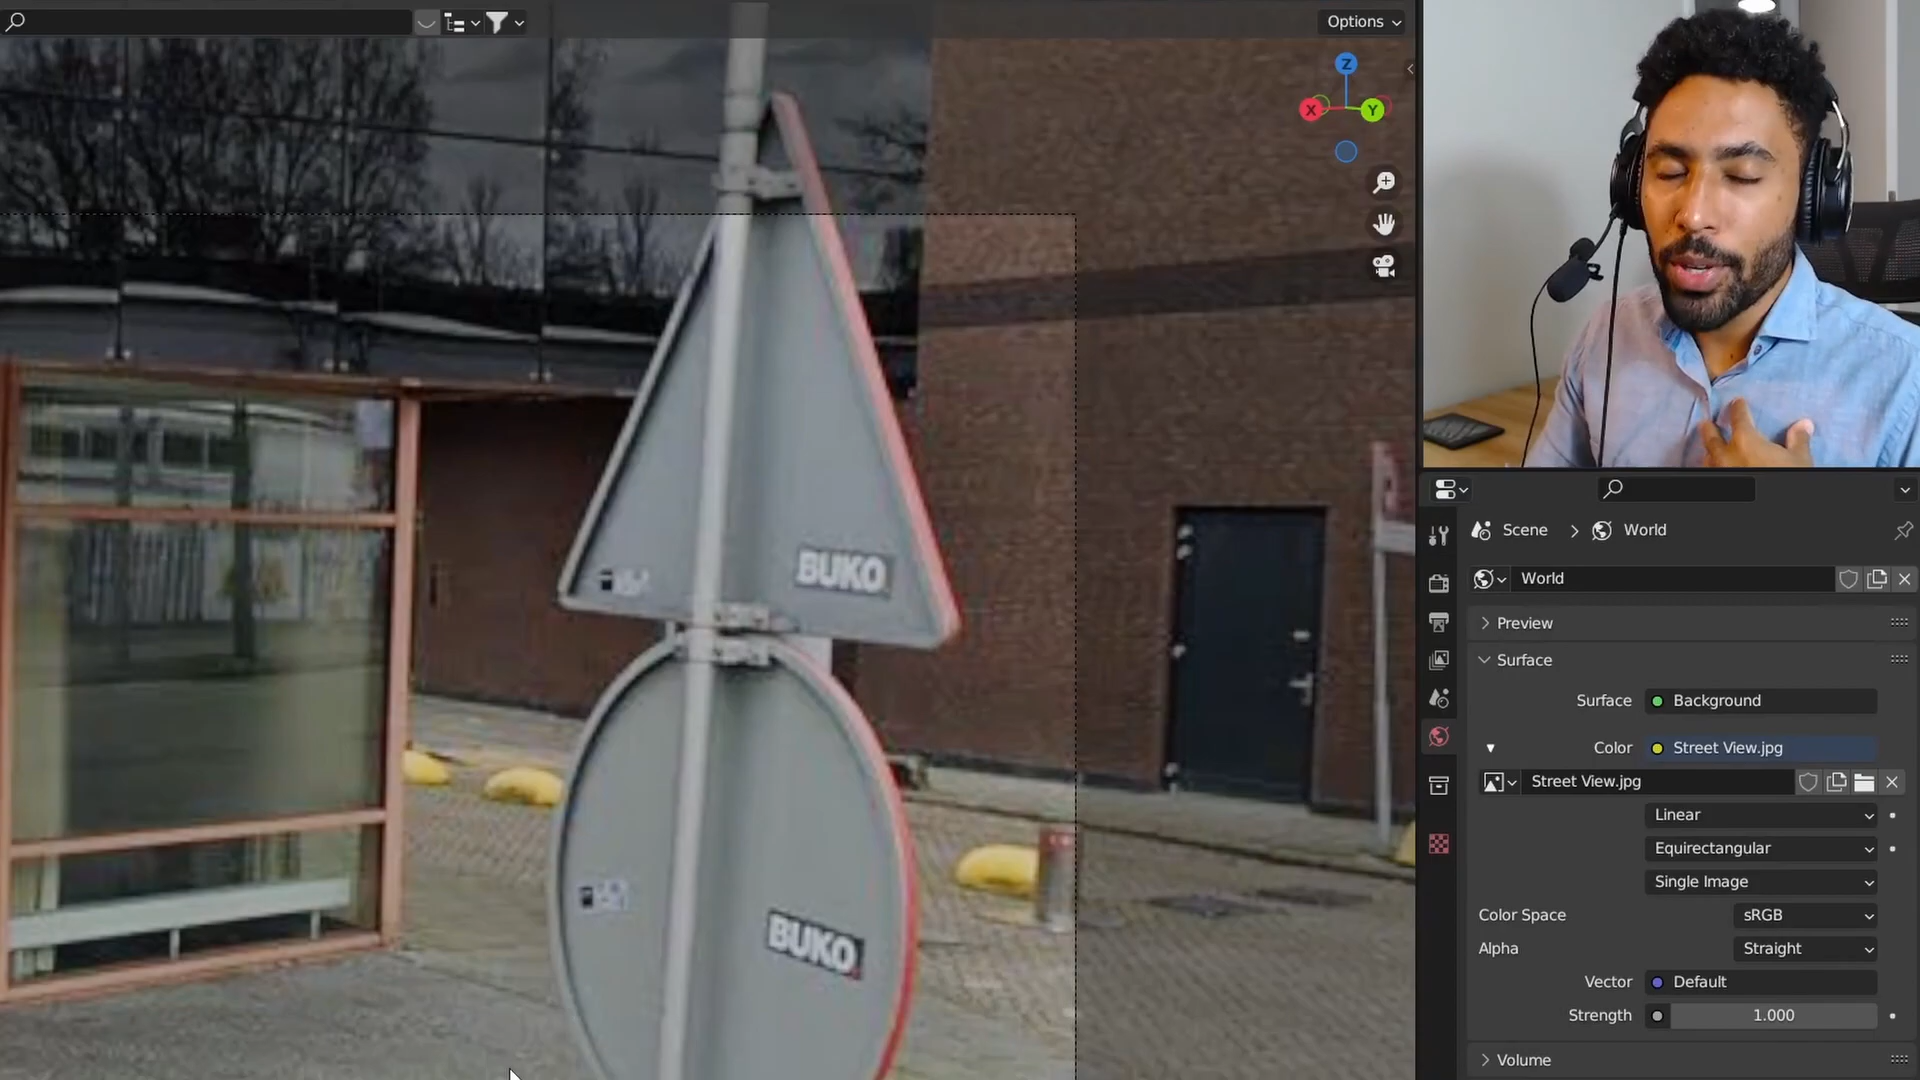 Options
Z
X
Y
BUKO
BUKO
Scene
World
World
Preview
Surface
Surface
Background
Color
Street View.jpg
Street View.jpg
Linear
Equirectangular
Single Image
Color Space
sRGB
Alpha
Straight
Vector
Default
Strength
1.000
Volume